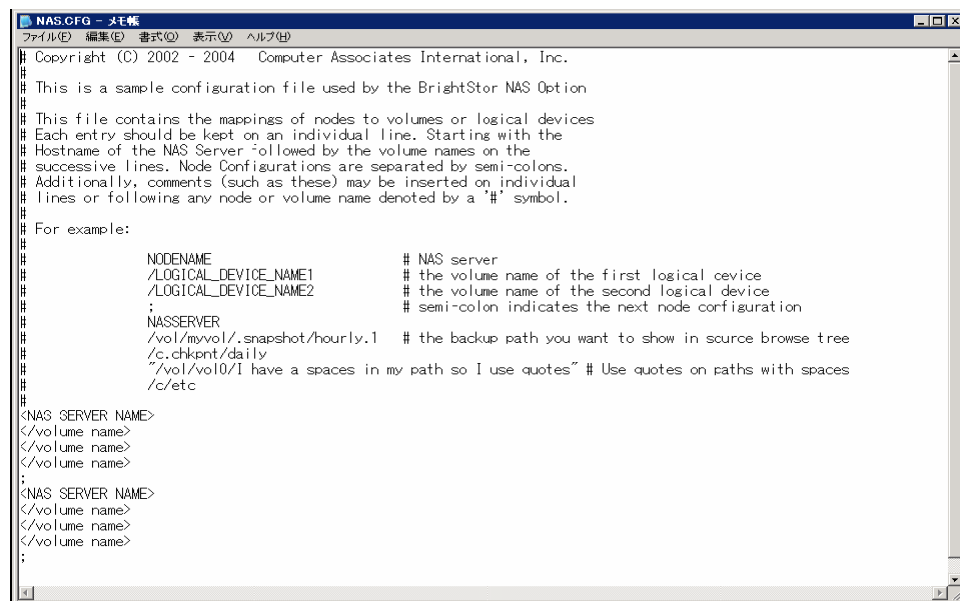 NAS.CFG - メモ帳
ファイル(F) 編集(E) 書式(O) 表示(V) ヘルプ(H)
# Copyright (C) 2002 - 2004 Computer Associates International, Inc.
#
# This is a sample configuration file used by the BrightStor NAS Option
#
# This file contains the mappings of nodes to volumes or logical devices
# Each entry should be kept on an individual line. Starting with the
# Hostname of the NAS Server followed by the volume names on the
# successive lines. Node Configurations are separated by semi-colons.
# Additionally, comments (such as these) may be inserted on individual
# lines or following any node or volume name denoted by a '#' symbol.
#
# For example:
#
# NODENAME # NAS server
# /LOGICAL_DEVICE_NAME1 # the volume name of the first logical cevice
# /LOGICAL_DEVICE_NAME2 # the volume name of the second logical device
# ; # semi-colon indicates the next node corfiguration
# NASSERVER
# /vol/myvol/.snapshot/hourly.1 # the backup path you want to show in scurce browse tree
# /c.chkpnt/daily
# "/vol/vol0/I have a spaces in my path so I use quotes" # Use quotes on paths with spaces
# /c/etc
#
<NAS SERVER NAME>
</volume name>
</volume name>
</volume name>
;
<NAS SERVER NAME>
</volume name>
</volume name>
</volume name>
;